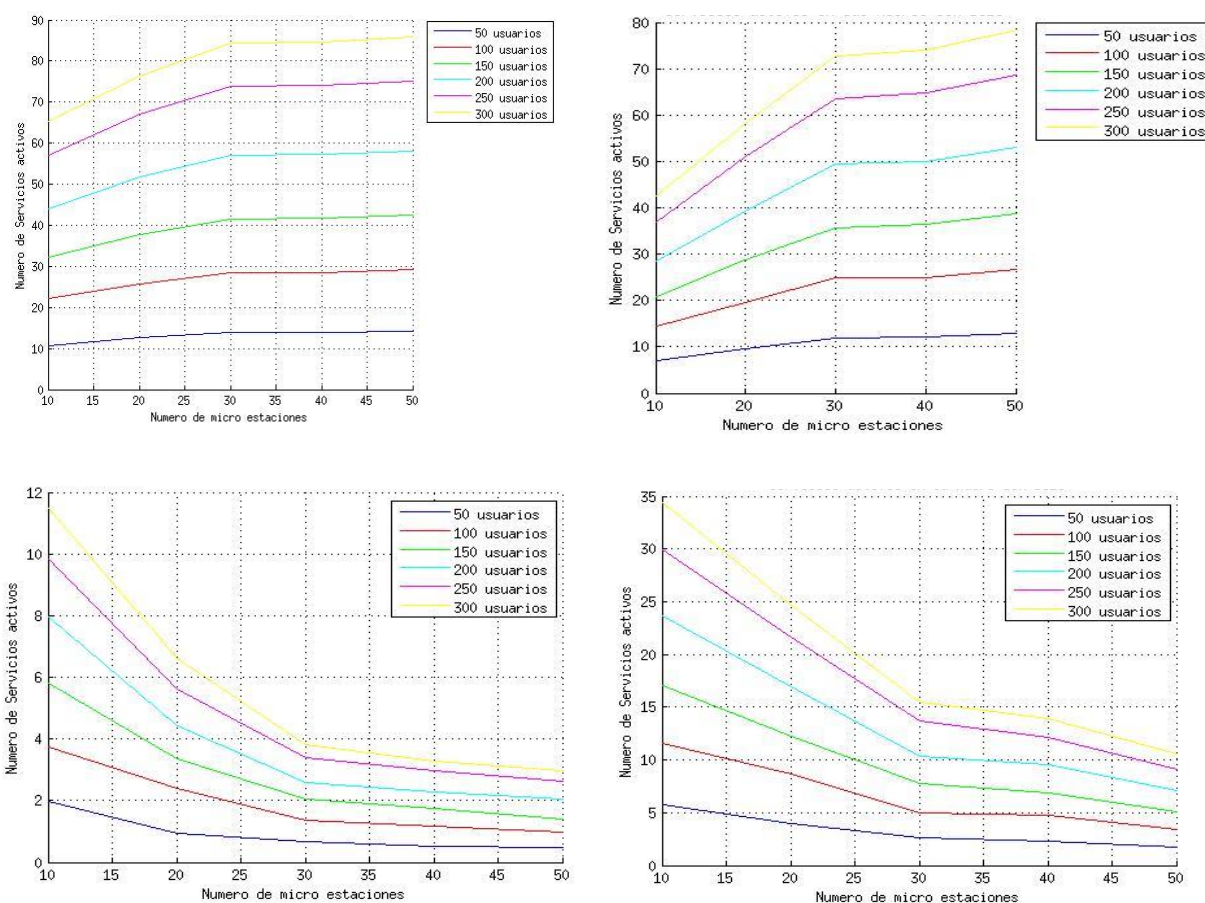 90
80
70
60
50
40
30
20
10
0
Numero de Servicios activos
10 15 20 25 30 35 40 45 50
Numero de micro estaciones
50 usuarios
100 usuarios
150 usuarios
200 usuarios
250 usuarios
300 usuarios
80
70
60
50
40
30
20
10
0
Numero de Servicios activos
10 20 30 40 50
Numero de micro estaciones
50 usuarios
100 usuarios
150 usuarios
200 usuarios
250 usuarios
300 usuarios
12
10
8
6
4
2
0
Numero de Servicios activos
10 15 20 25 30 35 40 45 50
Numero de micro estaciones
50 usuarios
100 usuarios
150 usuarios
200 usuarios
250 usuarios
300 usuarios
35
30
25
20
15
10
5
0
Numero de Servicios activos
10 15 20 25 30 35 40 45 50
Numero de micro estaciones
50 usuarios
100 usuarios
150 usuarios
200 usuarios
250 usuarios
300 usuarios